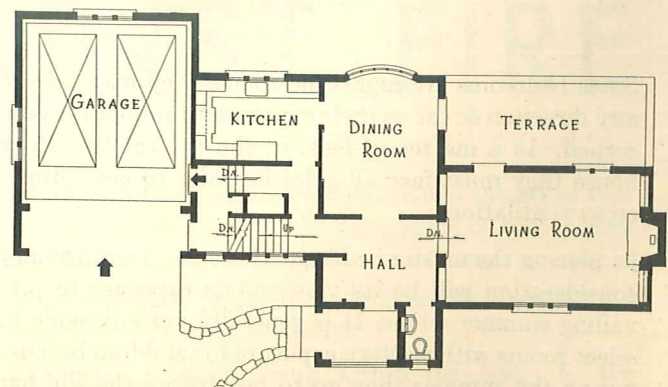 GARAGE
KITCHEN
DINING
ROOM
TERRACE
DN.
DN.
UP
DN.
LIVING ROOM
HALL